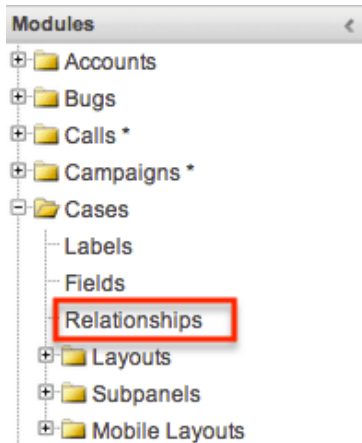 Modules
Accounts
Bugs
Calls *
Campaigns *
Cases
Labels
Fields
Relationships
Layouts
Subpanels
Mobile Layouts